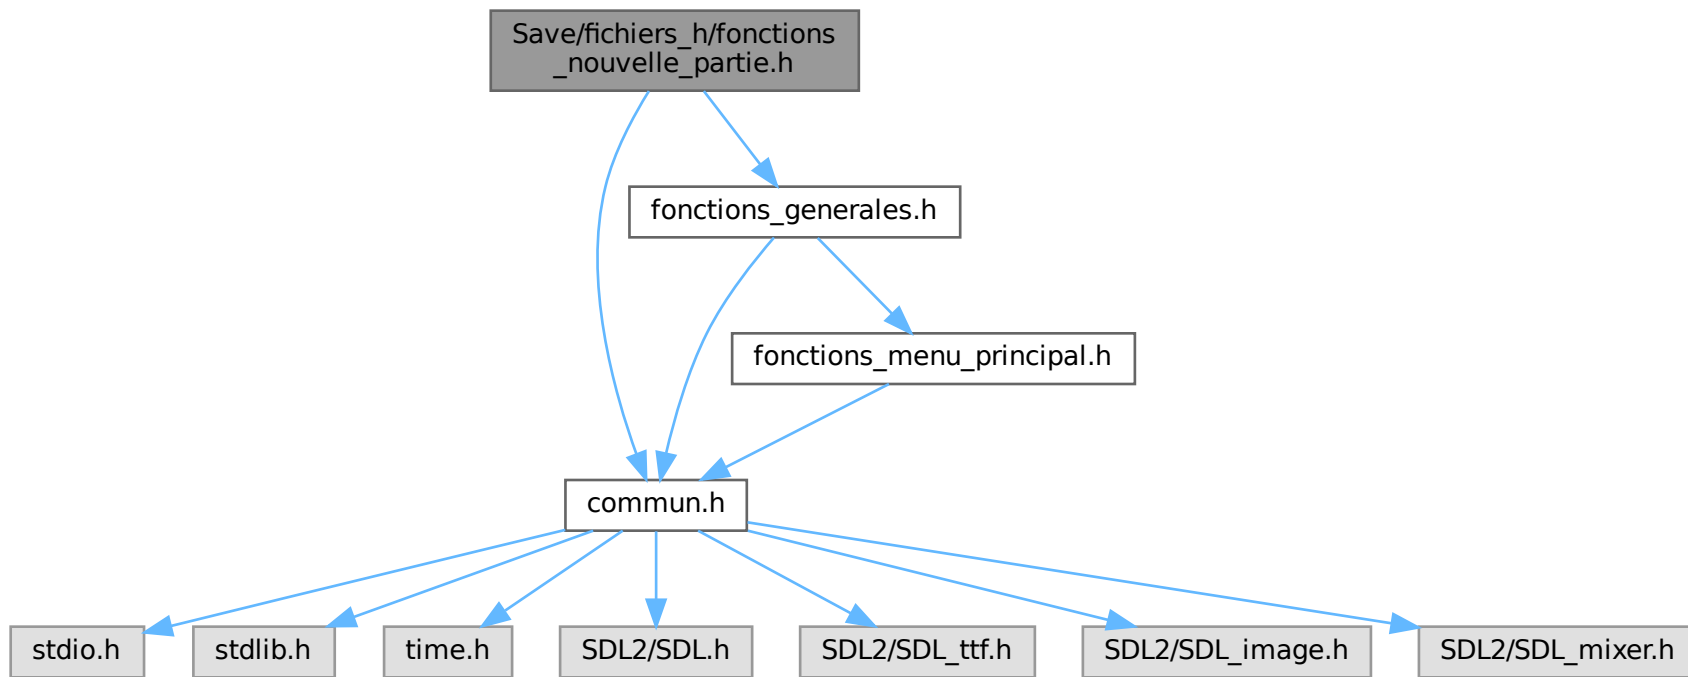 Save/fichiers_h/fonctions
_nouvelle_partie.h
fonctions_generales.h
fonctions_menu_principal.h
commun.h
stdio.h
stdlib.h
time.h
SDL2/SDL.h
SDL2/SDL_ttf.h
SDL2/SDL_image.h
SDL2/SDL_mixer.h